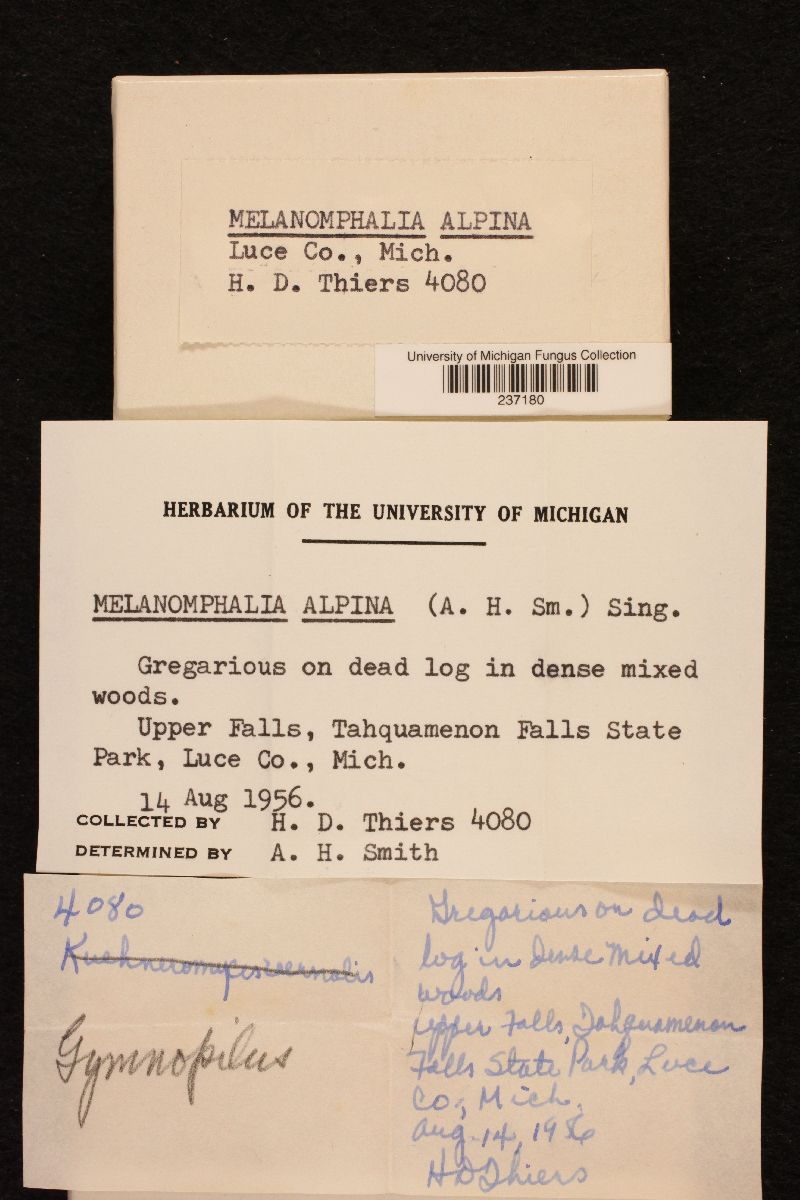 MELANOMPHALIA ALPINA
Luce Co., Mich.
H. D. Thiers 4080
University of Michigan Fungus Collection
237180
HERBARIUM OF THE UNIVERSITY OF MICHIGAN
MELANOMPHALIA ALPINA (A. H. Sm.) Sing.
Gregarious on dead log in dense mixed
woods.
Upper Falls, Tahquamenon Falls State
Park, Luce Co., Mich.
14 Aug 1956.
COLLECTED BY H. D. Thiers 4080
DETERMINED BY A. H. Smith
4080
Kuehneromyces vernalis
Gymnopilus
Gregarious on dead
log in dense mixed
woods
upper Falls, Tahquamenon
Falls State Park, Luce
Co., Mich.
Aug. 14, 1956
H D Thiers